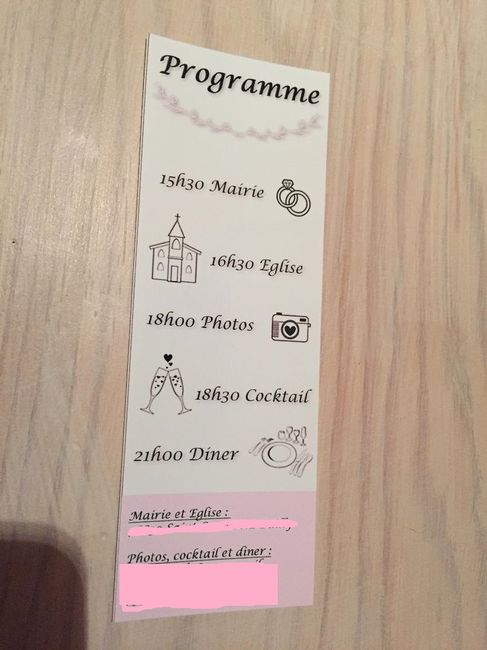 Programme
15h30 Mairie
16h30 Eglise
18h00 Photos
18h30 Cocktail
21h00 Diner
Mairie et Eglise :
Photos, cocktail et diner :